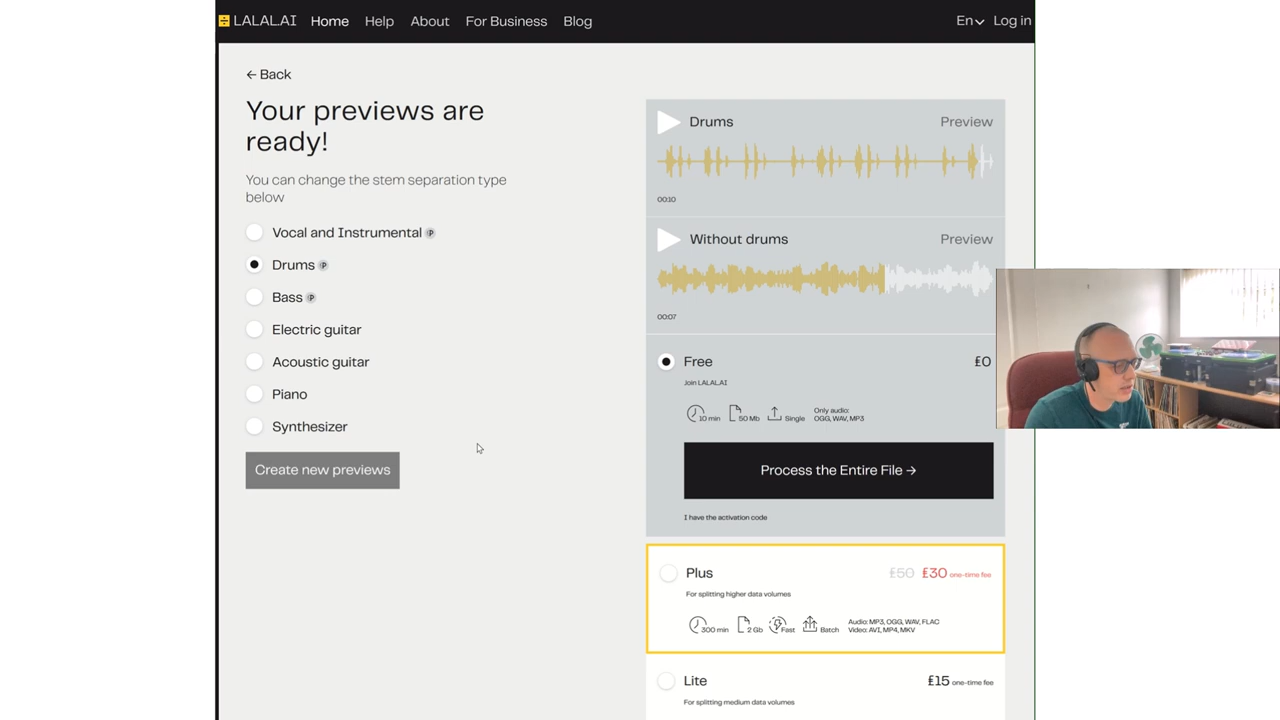 LALAL.AI Home Help About For Business Blog En Log in
← Back
Your previews are
ready!
You can change the stem separation type
below
Vocal and Instrumental P
Drums P
Bass P
Electric guitar
Acoustic guitar
Piano
Synthesizer
Create new previews
Drums Preview
00:10
Without drums Preview
00:07
Free £0
Join LALAL.AI
10 min 50 Mb Single Only audio:
OGG, WAV, MP3
Process the Entire File →
I have the activation code
Plus £50 £30 one-time fee
For splitting higher data volumes
300 min 2 Gb Fast Batch Audio: MP3, OGG, WAV, FLAC
Video: AVI, MP4, MKV
Lite £15 one-time fee
For splitting medium data volumes